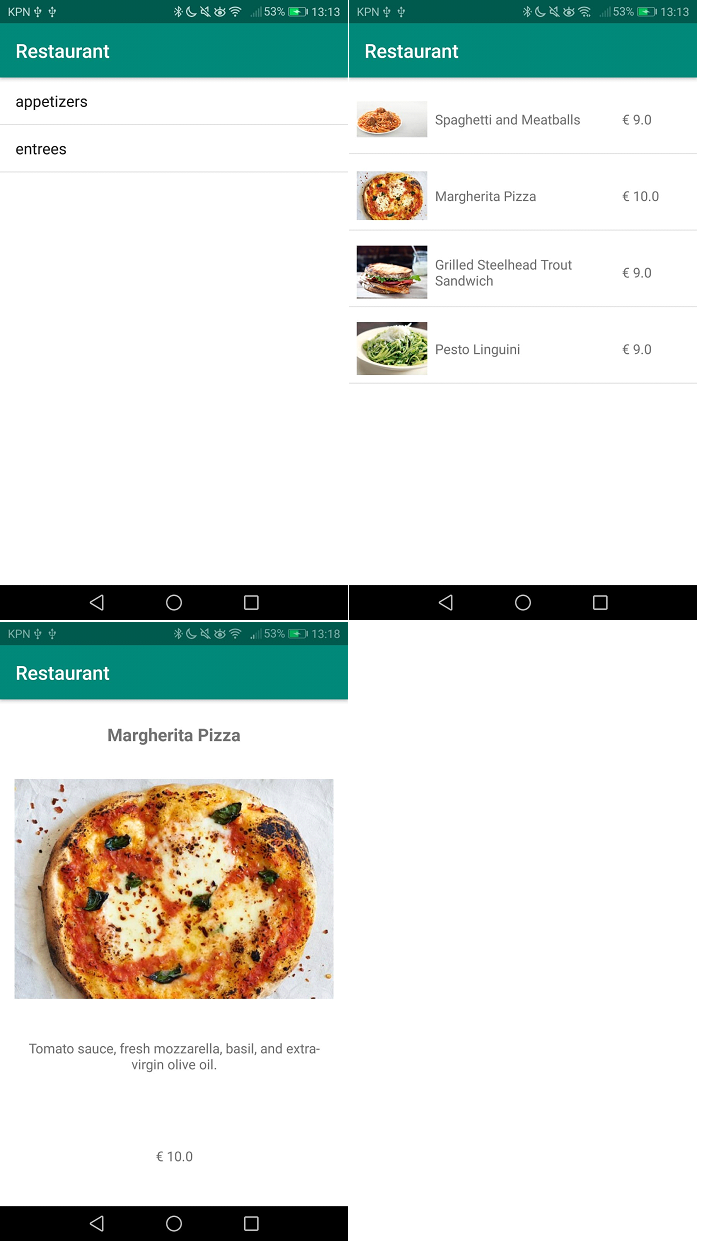 KPN 53% 13:13
Restaurant
appetizers
entrees
KPN 53% 13:13
Restaurant
Spaghetti and Meatballs € 9.0
Margherita Pizza € 10.0
Grilled Steelhead Trout
Sandwich € 9.0
Pesto Linguini € 9.0
KPN 53% 13:18
Restaurant
Margherita Pizza
Tomato sauce, fresh mozzarella, basil, and extra-
virgin olive oil.
€ 10.0